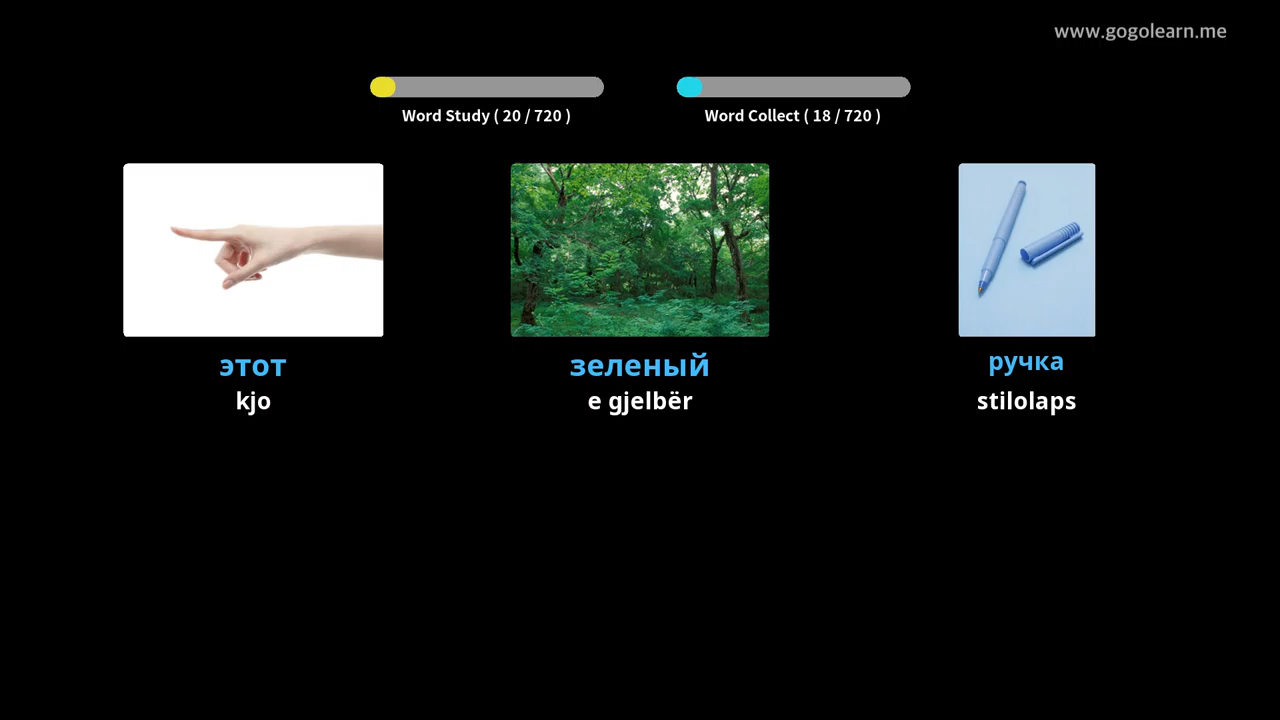 www.gogolearn.me
Word Study ( 20 / 720 )
Word Collect ( 18 / 720 )
этот
зеленый
ручка
kjo
e gjelbër
stilolaps